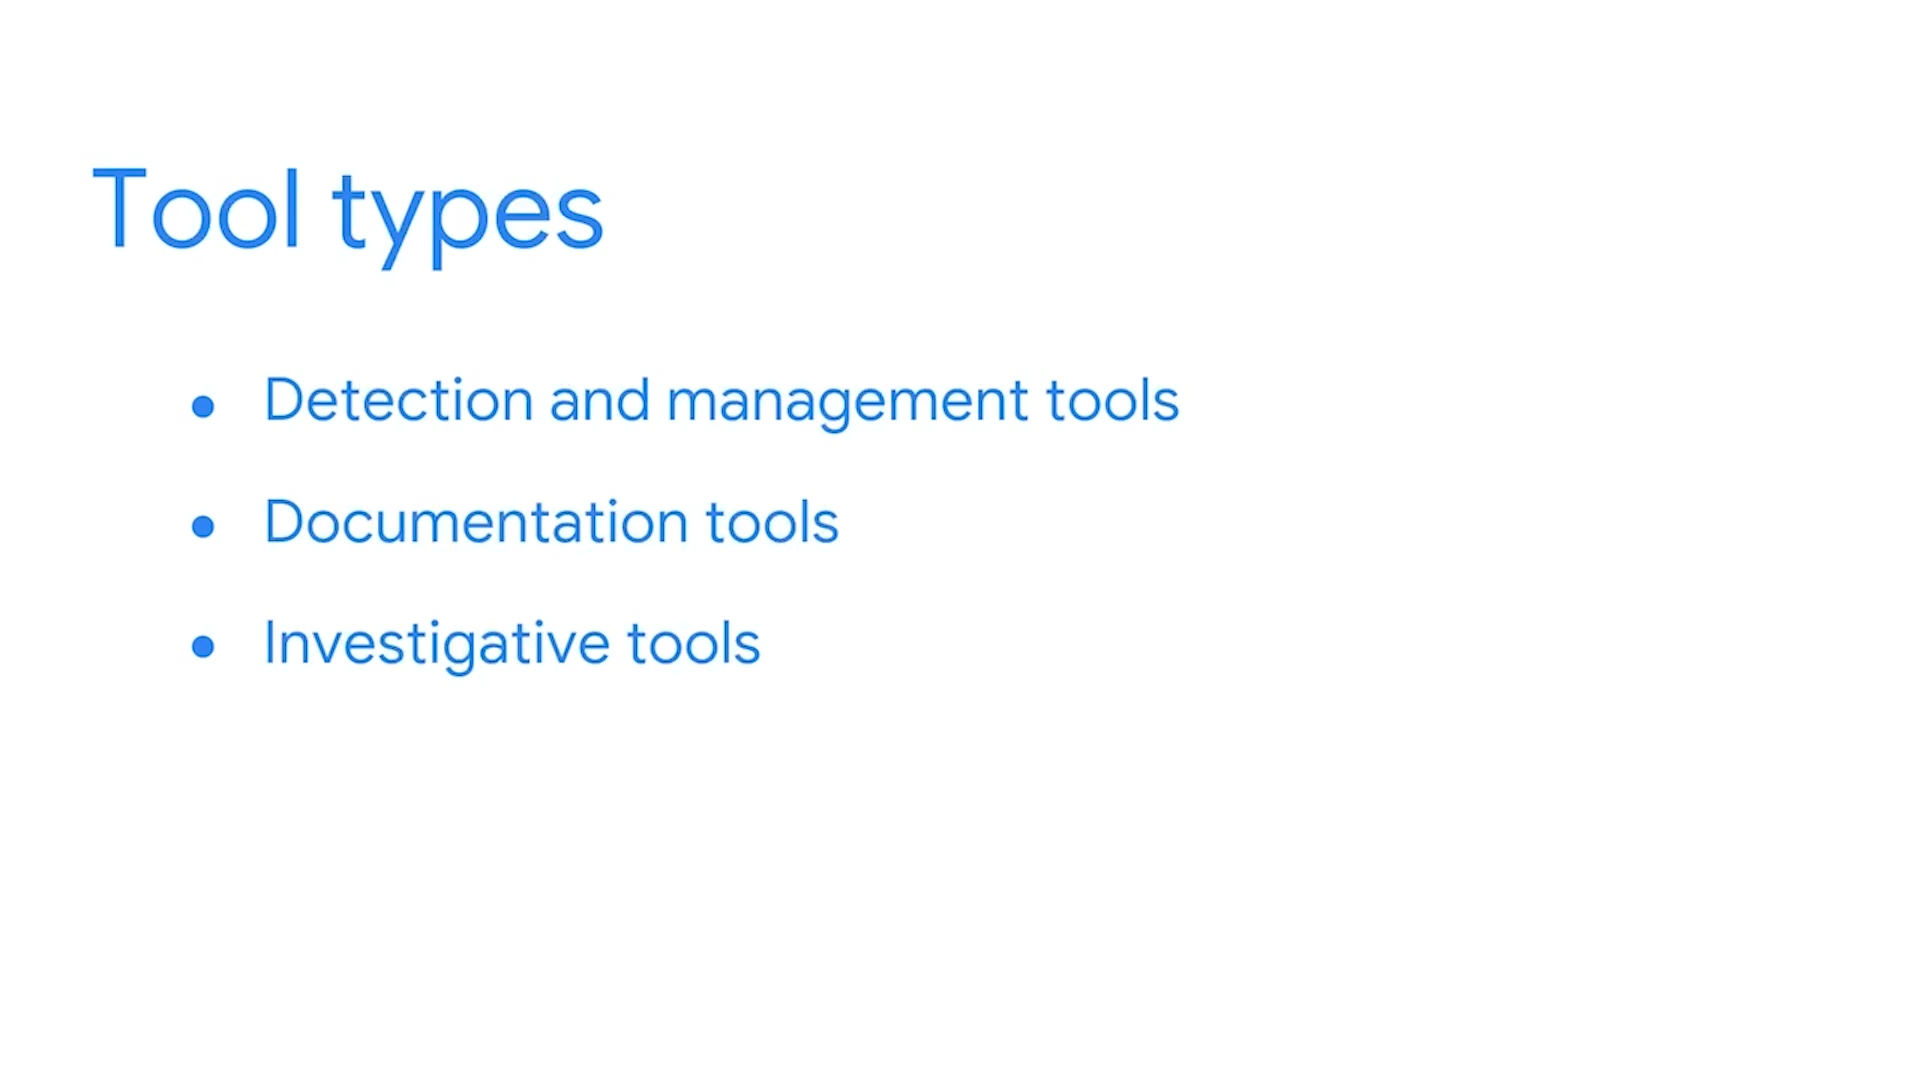 Tool types
● Detection and management tools
● Documentation tools
● Investigative tools